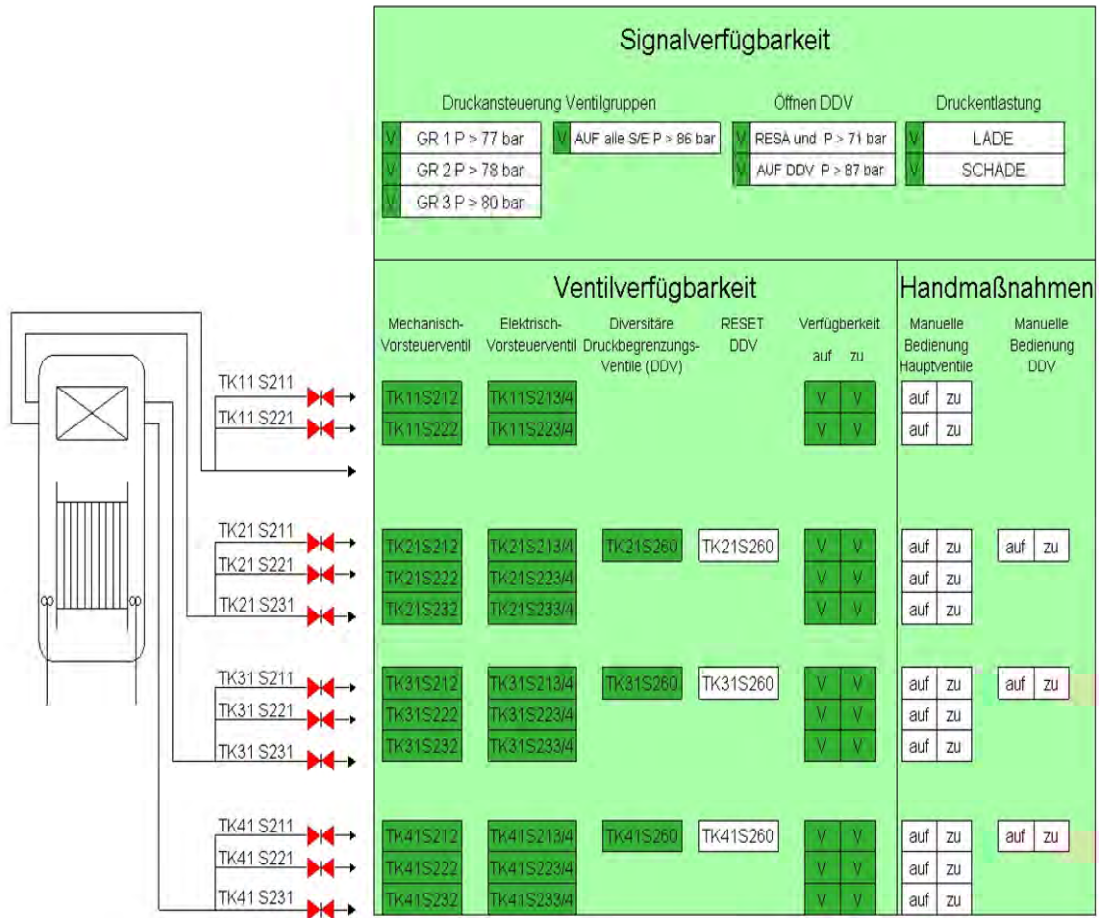 Signalverfügbarkeit
Druckansteuerung Ventilgruppen
Öffnen DDV
Druckentlastung
V GR 1 P > 77 bar
V AUF alle S/E P > 86 bar
V RESA und P > 71 bar
V LADE
V GR 2 P > 78 bar
V AUF DDV P > 87 bar
V SCHADE
V GR 3 P > 80 bar
Ventilverfügbarkeit
Handmaßnahmen
Mechanisch-
Vorsteuerventil
Elektrisch-
Vorsteuerventil
Diversitäre
Druckbegrenzungs-
Ventile (DDV)
RESET
DDV
Verfügberkeit
auf zu
Manuelle
Bedienung
Hauptventile
Manuelle
Bedienung
DDV
TK11 S211 TK11S212 TK11S213/4 V V auf zu
TK11 S221 TK11S222 TK11S223/4 V V auf zu
TK21 S211 TK21S212 TK21S213/4 TK21S260 TK21S260 V V auf zu auf zu
TK21 S221 TK21S222 TK21S223/4 V V auf zu
TK21 S231 TK21S232 TK21S233/4 V V auf zu
TK31 S211 TK31S212 TK31S213/4 TK31S260 TK31S260 V V auf zu auf zu
TK31 S221 TK31S222 TK31S223/4 V V auf zu
TK31 S231 TK31S232 TK31S233/4 V V auf zu
TK41 S211 TK41S212 TK41S213/4 TK41S260 TK41S260 V V auf zu auf zu
TK41 S221 TK41S222 TK41S223/4 V V auf zu
TK41 S231 TK41S232 TK41S233/4 V V auf zu